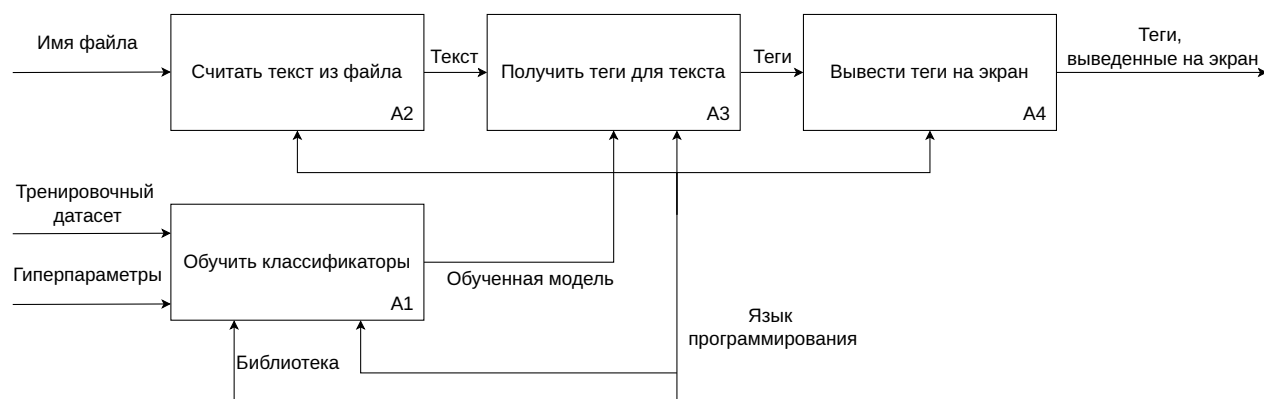 Имя файла
Считать текст из файла
A2
Текст
Получить теги для текста
A3
Теги
Вывести теги на экран
A4
Теги,
выведенные на экран
Тренировочный
датасет
Гиперпараметры
Обучить классификаторы
A1
Обученная модель
Библиотека
Язык
программирования